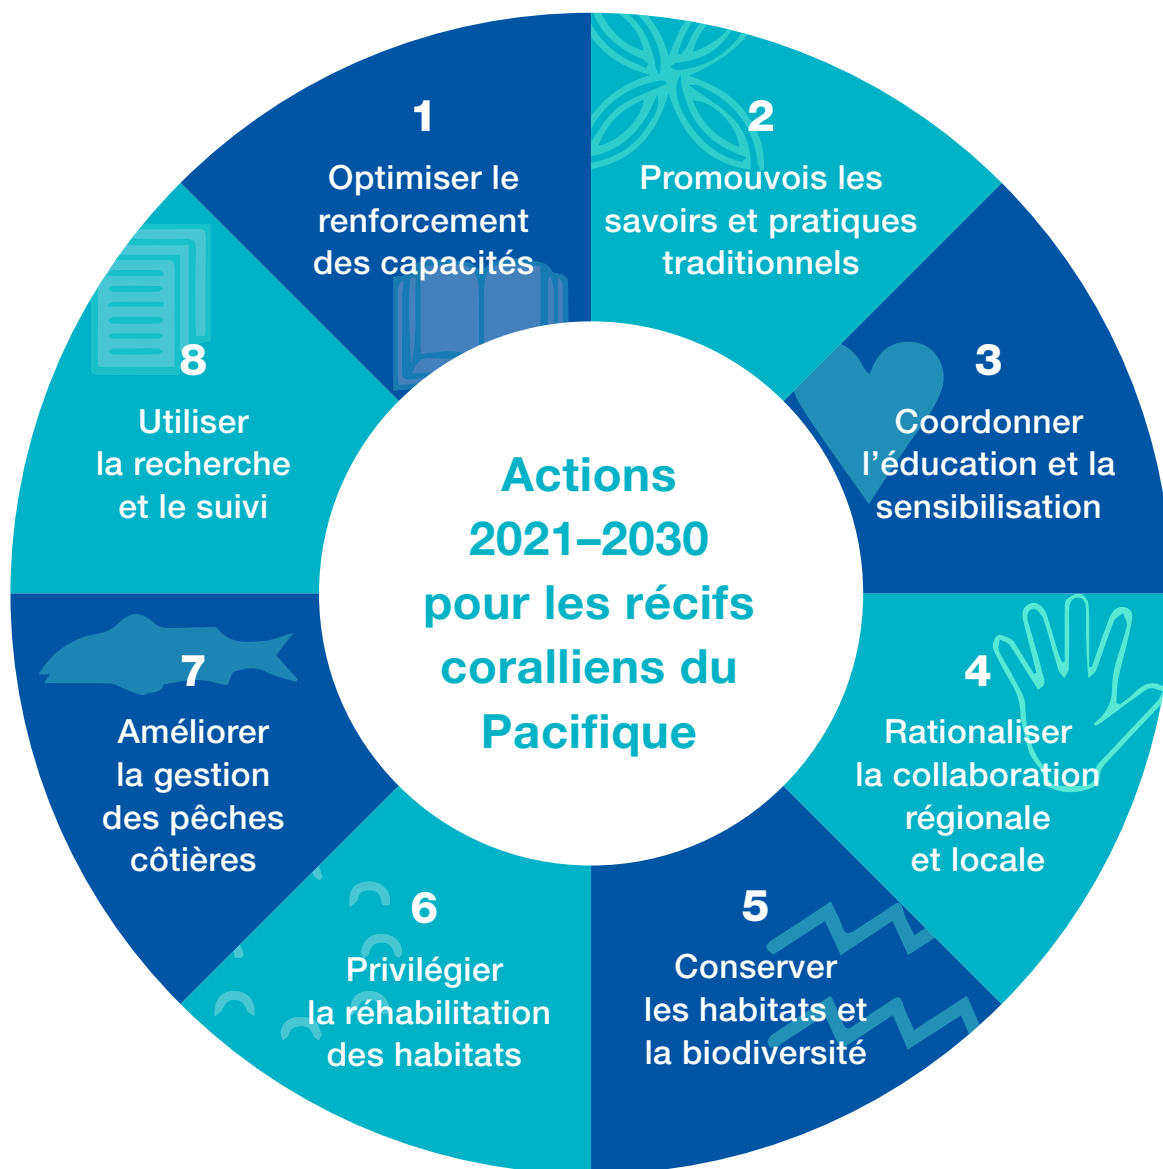 Actions
2021–2030
pour les récifs
coralliens du
Pacifique
1
Optimiser le
renforcement
des capacités
2
Promouvois les
savoirs et pratiques
traditionnels
3
Coordonner
l’éducation et la
sensibilisation
4
Rationaliser
la collaboration
régionale
et locale
5
Conserver
les habitats et
la biodiversité
6
Privilégier
la réhabilitation
des habitats
7
Améliorer
la gestion
des pêches
côtières
8
Utiliser
la recherche
et le suivi